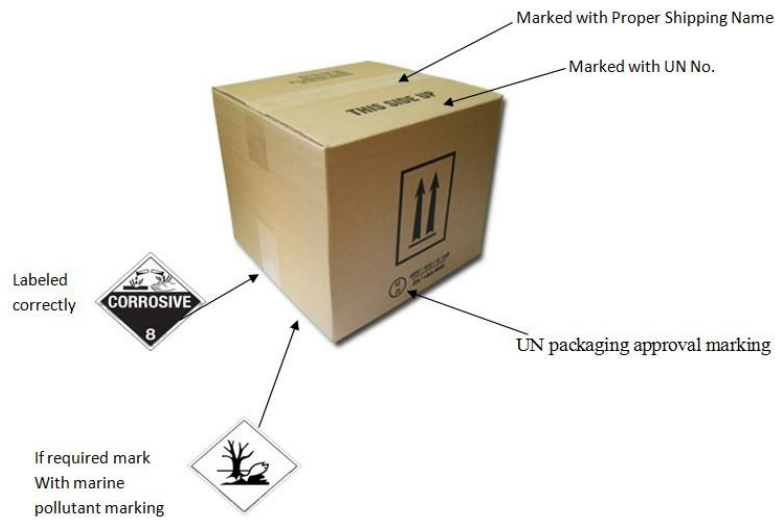 Marked with Proper Shipping Name
Marked with UN No.
THIS SIDE UP
Labeled
correctly
CORROSIVE
8
UN packaging approval marking
If required mark
With marine
pollutant marking